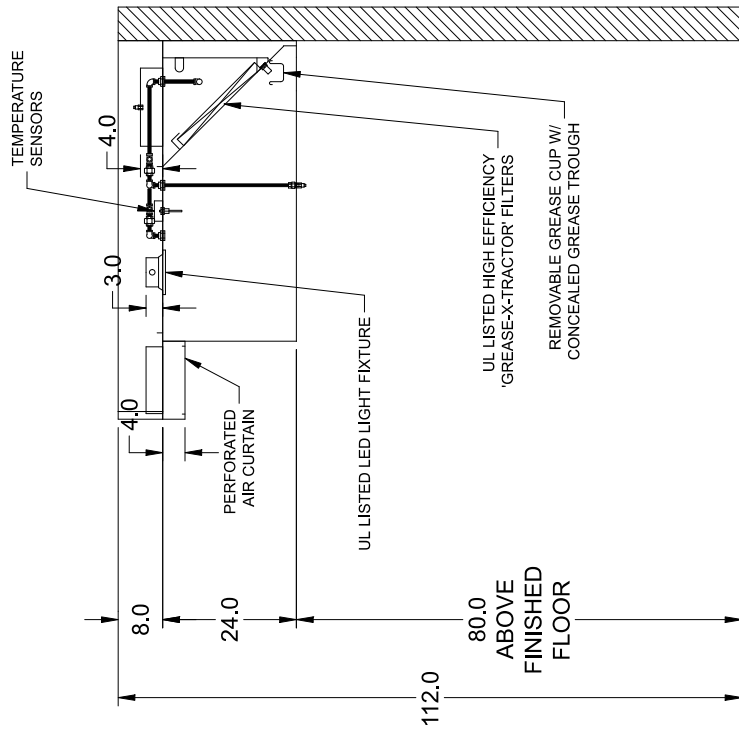 TEMPERATURE
SENSORS
4.0
3.0
4.0
UL LISTED LED LIGHT FIXTURE
PERFORATED
AIR CURTAIN
UL LISTED HIGH EFFICIENCY
'GREASE-X-TRACTOR' FILTERS
REMOVABLE GREASE CUP W/
CONCEALED GREASE TROUGH
8.0
24.0
80.0
ABOVE
FINISHED
FLOOR
112.0